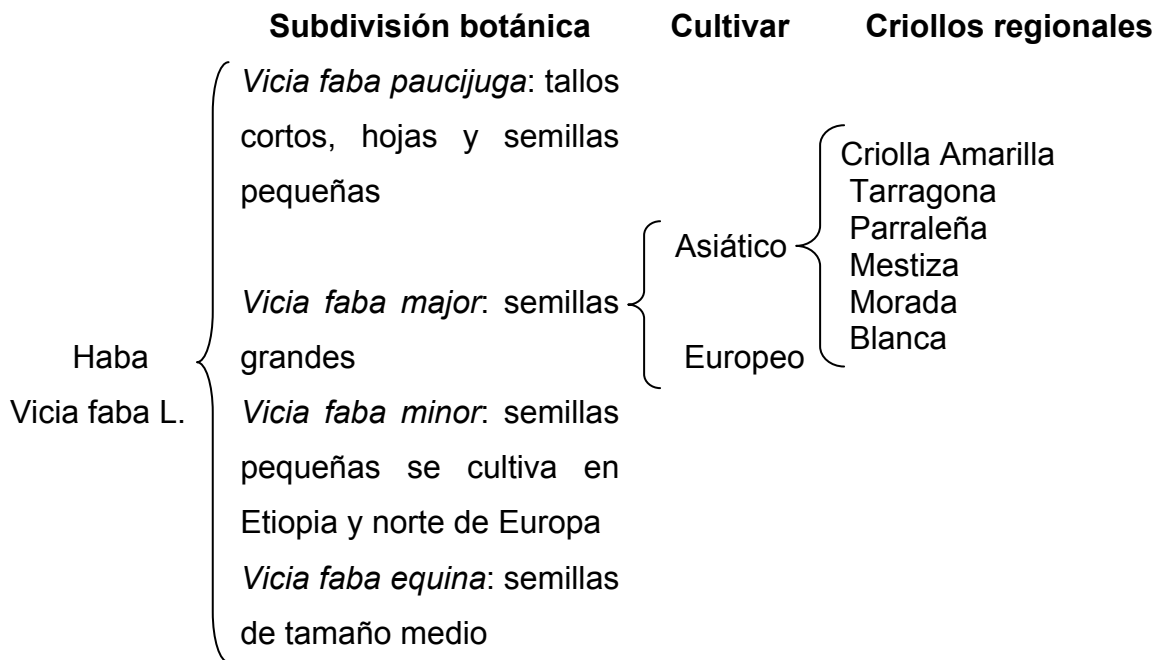 Subdivisión botánica Cultivar Criollos regionales
Vicia faba paucijuga: tallos
cortos, hojas y semillas
pequeñas
Vicia faba major: semillas
grandes
Vicia faba minor: semillas
pequeñas se cultiva en
Etiopia y norte de Europa
Vicia faba equina: semillas
de tamaño medio
Haba
Vicia faba L.
Asiático
Europeo
Criolla Amarilla
Tarragona
Parraleña
Mestiza
Morada
Blanca